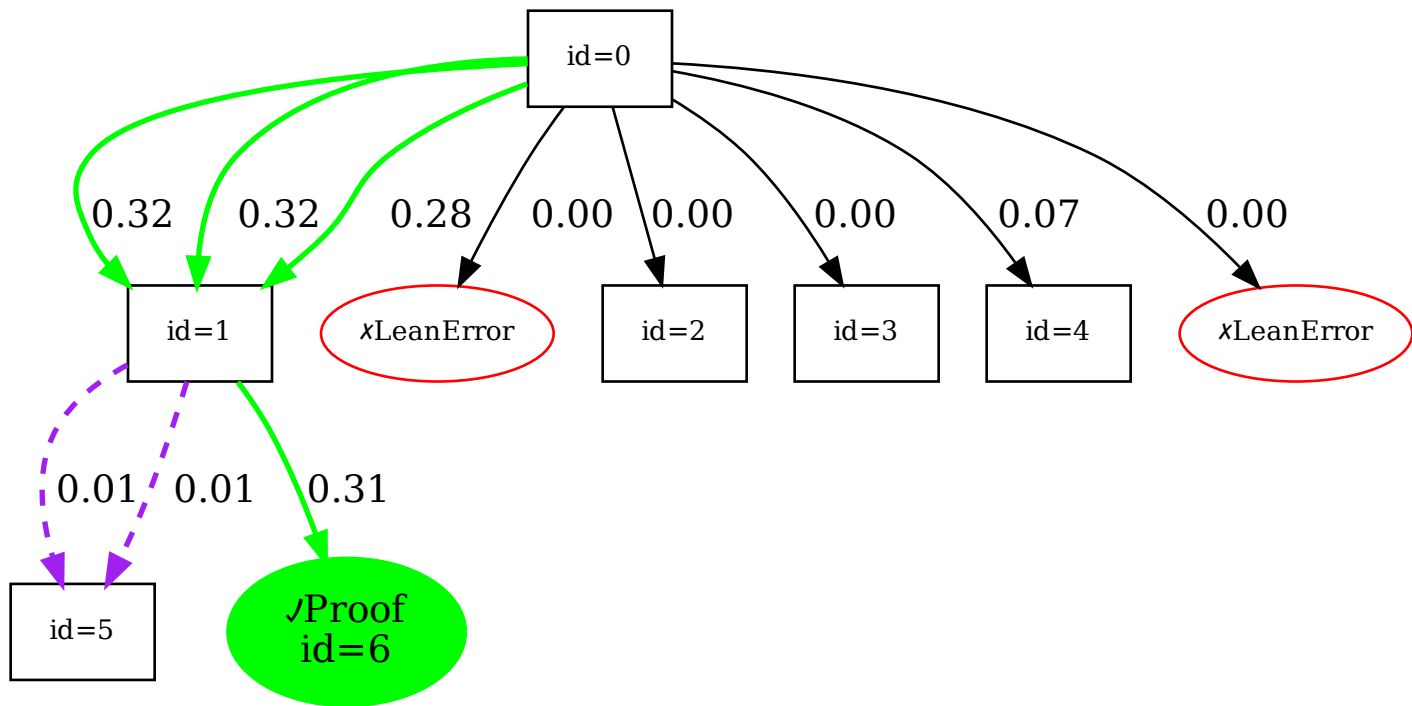 id=0
0.32
0.32
0.28
0.00
0.00
0.00
0.07
0.00
id=1
✗LeanError
id=2
id=3
id=4
✗LeanError
0.01
0.01
0.31
id=5
✓Proof
id=6